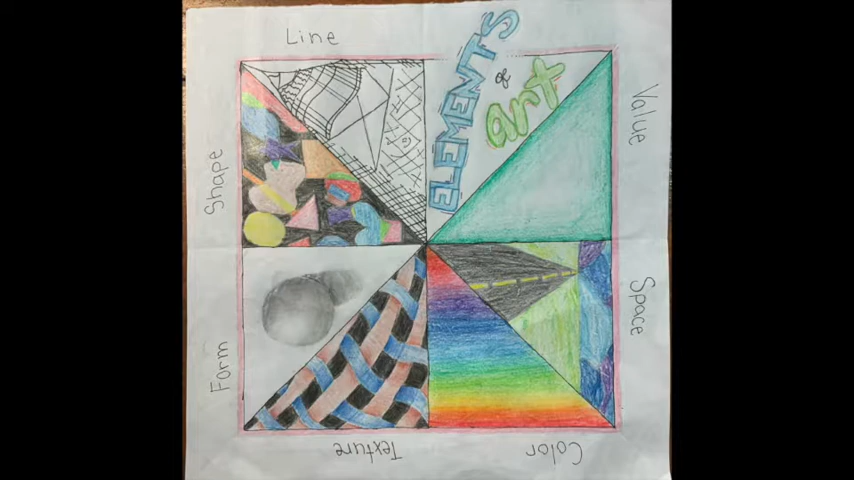 Line
ELEMENTS
of
art
Value
Shape
Space
Form
Texture
Color